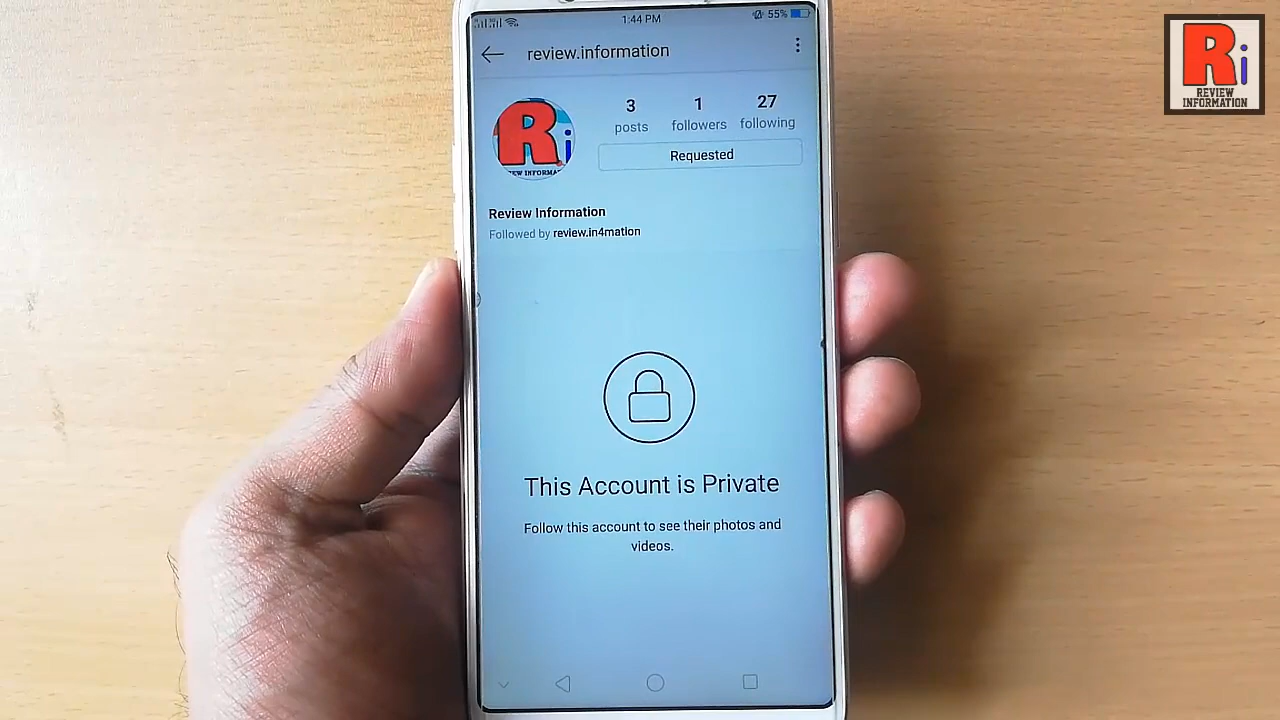 1:44 PM
55%
review.information
3
1
27
posts
followers
following
Requested
Review Information
Followed by review.in4mation
This Account is Private
Follow this account to see their photos and
videos.
Ri
REVIEW
INFORMATION